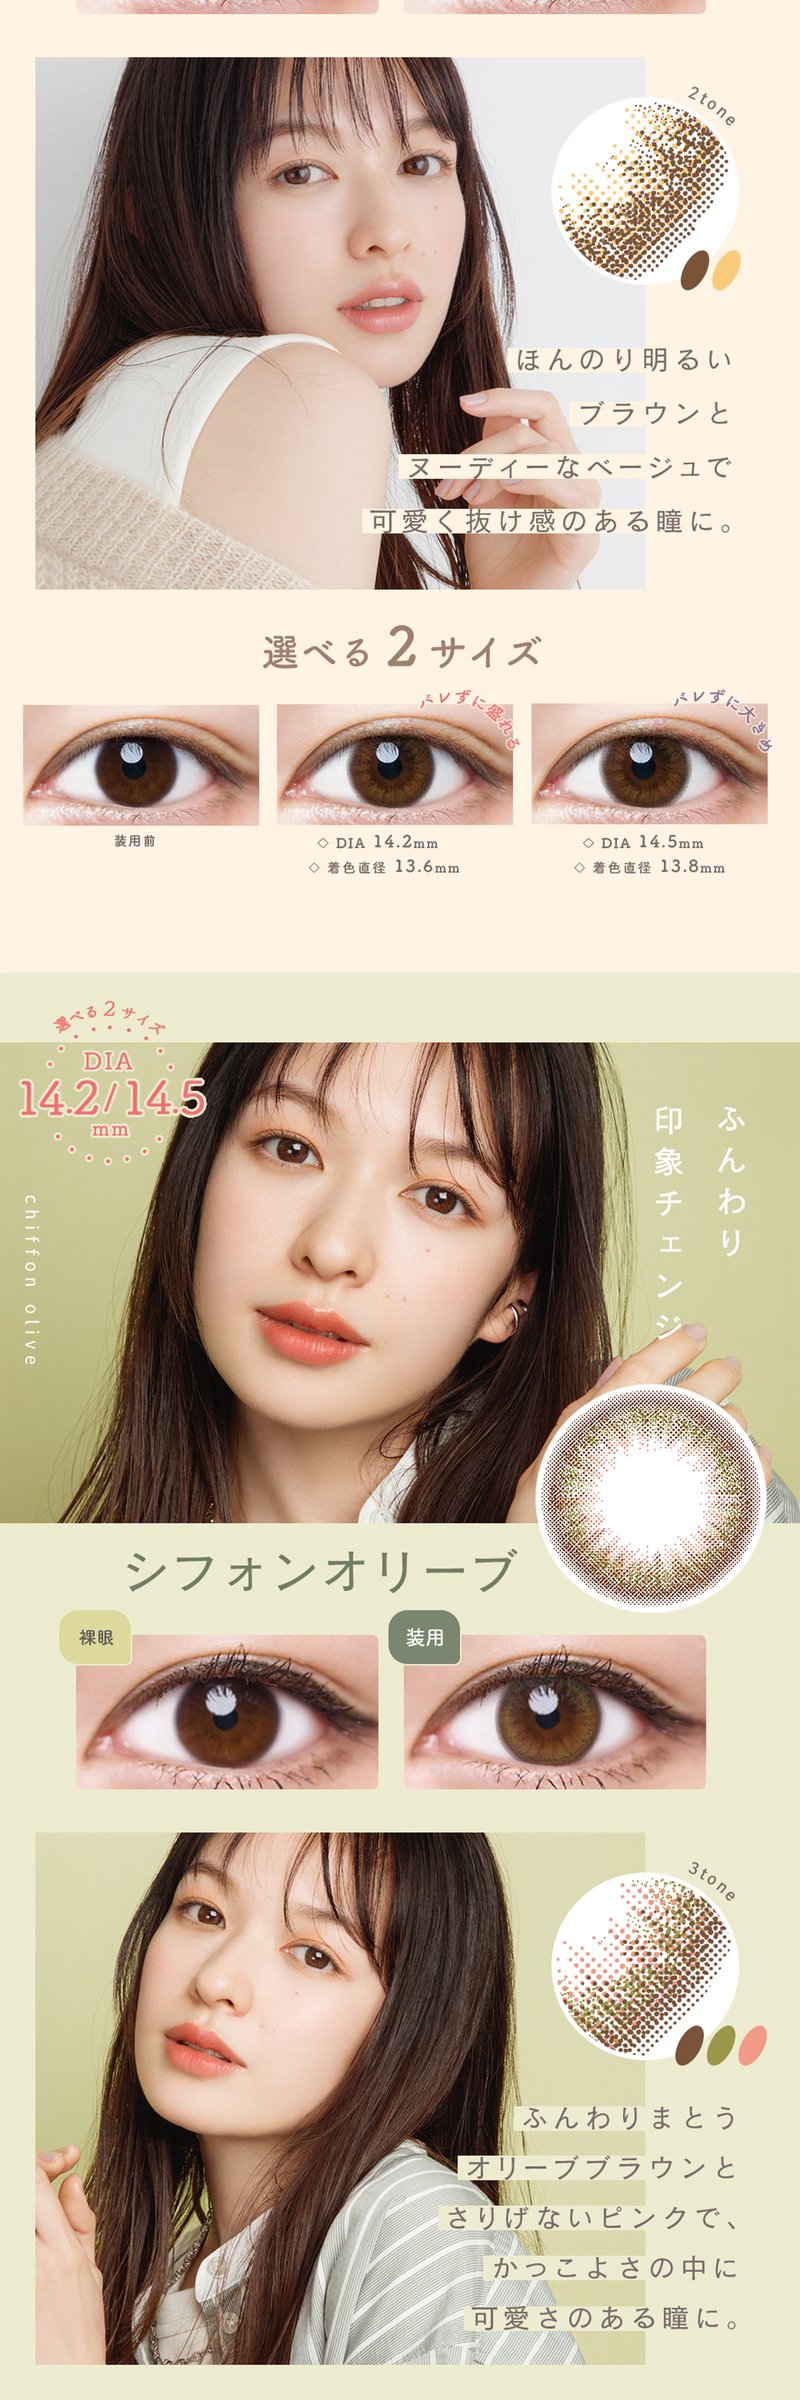 2tone
ほんのり明るい
ブラウンと
ヌーディーなベージュで
可愛く抜け感のある瞳に。
選べる2サイズ
バレずに盛れる
バレずに大きめ
装用前
◇ DIA 14.2mm
◇ 着色直径 13.6mm
◇ DIA 14.5mm
◇ 着色直径 13.8mm
選べる2サイズ
DIA
14.2/14.5
mm
chiffon olive
ふんわり
印象チェンジ
シフォンオリーブ
裸眼
装用
3tone
ふんわりまとう
オリーブブラウンと
さりげないピンクで、
かっこよさの中に
可愛さのある瞳に。